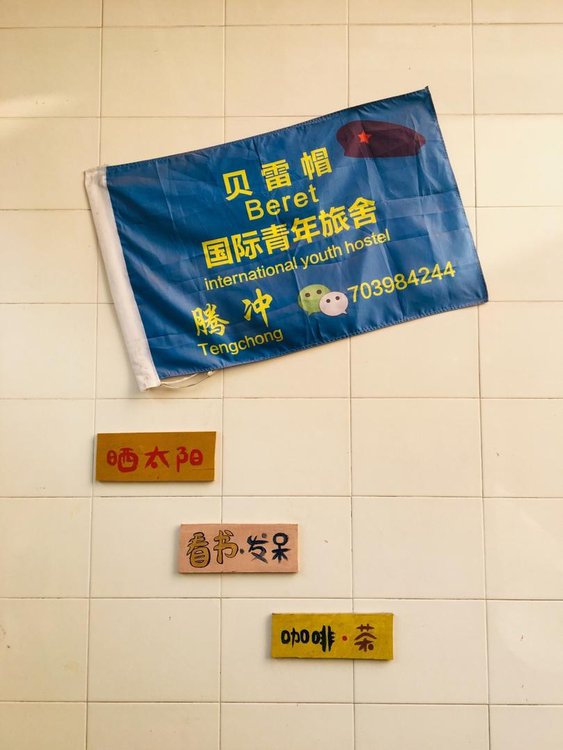 贝雷帽
Beret
国际青年旅舍
international youth hostel
腾冲
703984244
Tengchong
晒太阳
看书·发呆
咖啡·茶